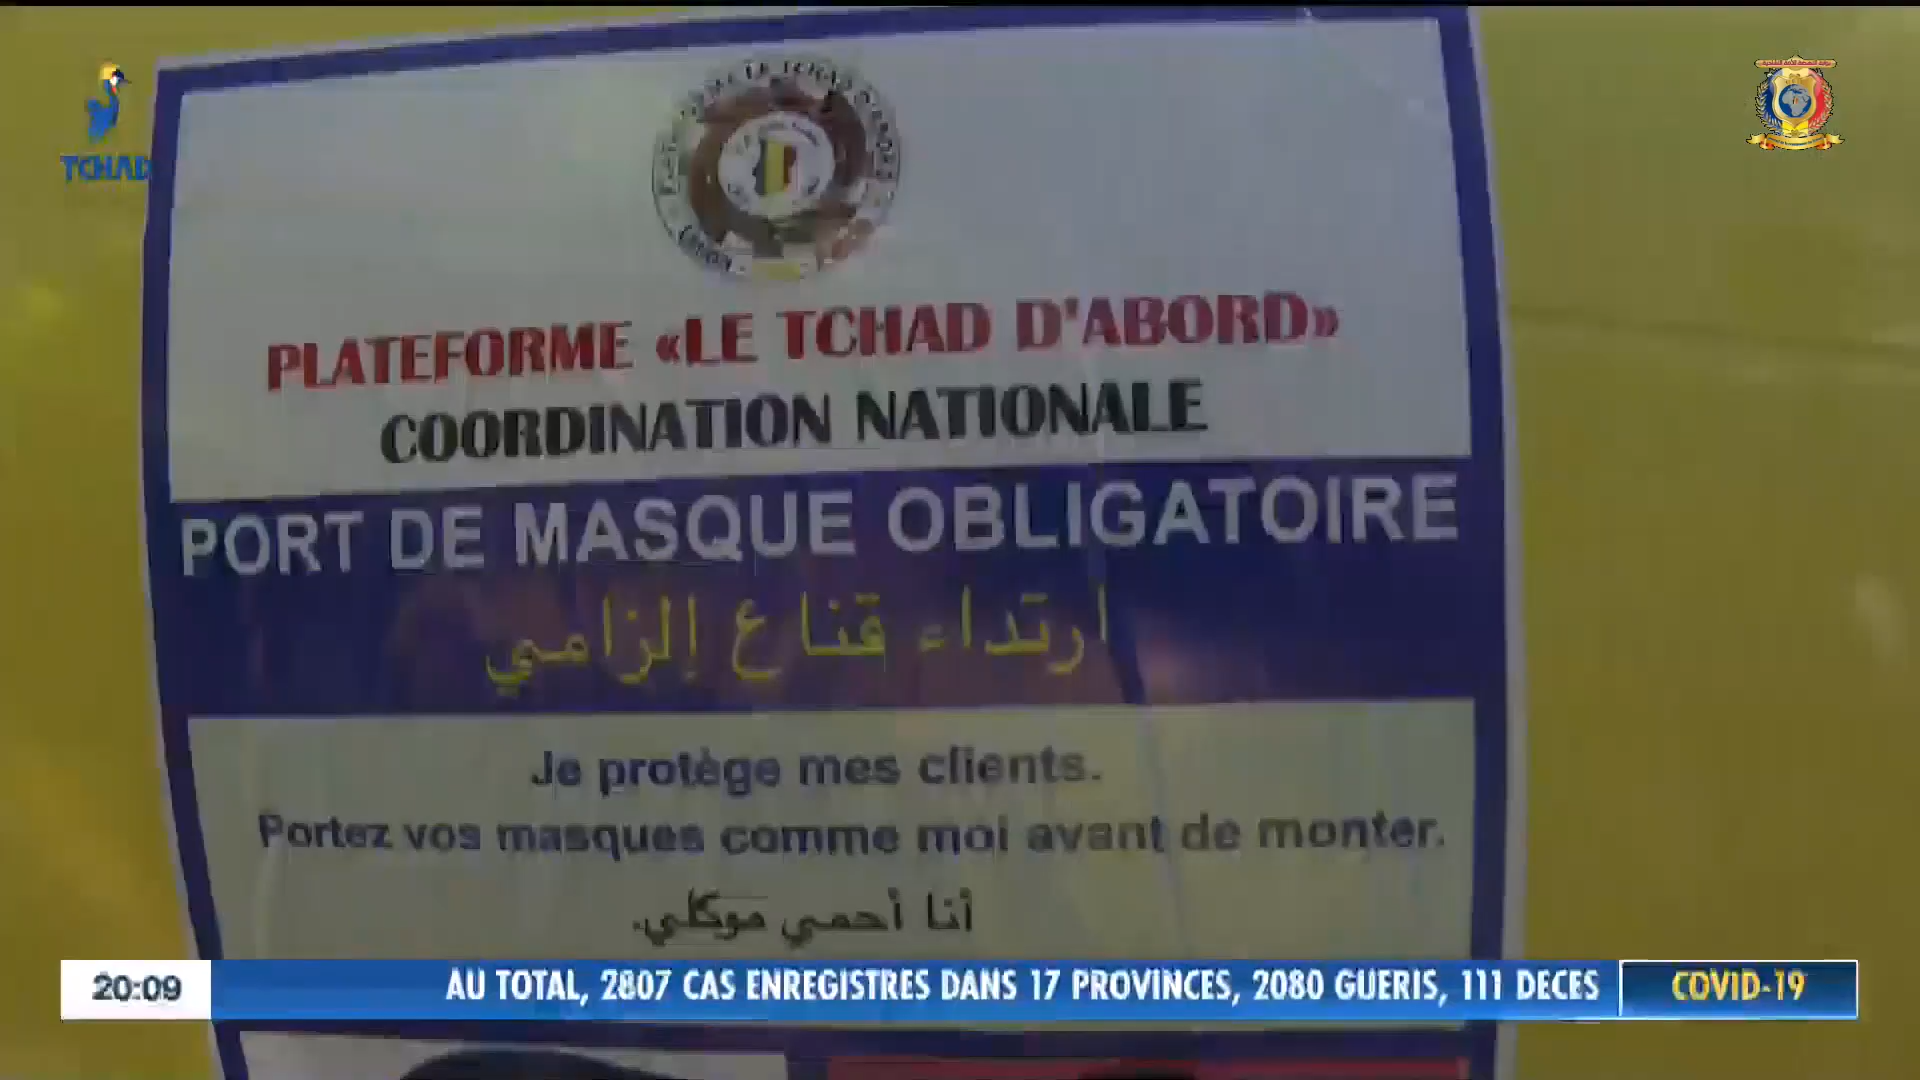 TCHAD
PLATEFORME «LE TCHAD D'ABORD»
COORDINATION NATIONALE
PORT DE MASQUE OBLIGATOIRE
ارتداء قناع إلزامي
Je protège mes clients.
Portez vos masques comme moi avant de monter.
أنا أحمي موكلي.
20:09
AU TOTAL, 2807 CAS ENREGISTRES DANS 17 PROVINCES, 2080 GUERIS, 111 DECES
COVID-19